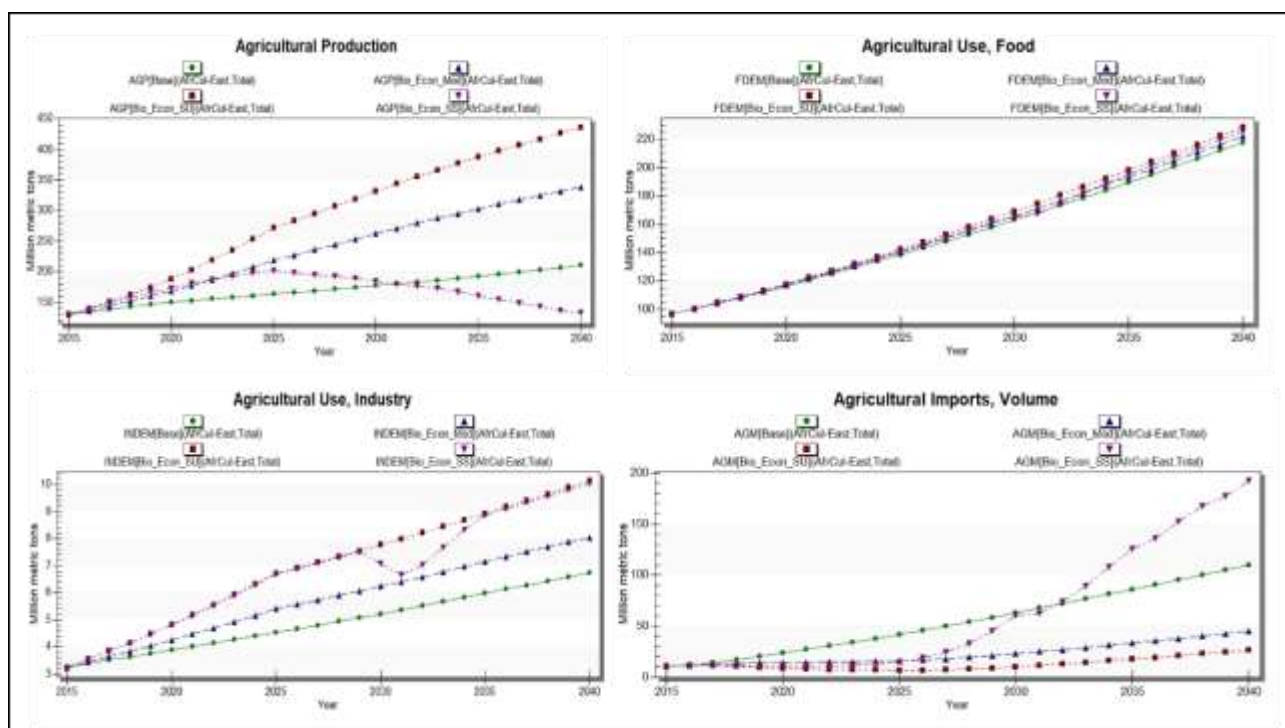 Agricultural Production
AGP[Base](AfrCul-East,Total)
AGP[Bio_Econ_Mod](AfrCul-East,Total)
AGP[Bio_Econ_SU](AfrCul-East,Total)
AGP[Bio_Econ_SS](AfrCul-East,Total)
450
400
350
300
250
200
150
Million metric tons
2015 2020 2025 2030 2035 2040
Year
Agricultural Use, Food
FDEM[Base](AfrCul-East,Total)
FDEM[Bio_Econ_Mod](AfrCul-East,Total)
FDEM[Bio_Econ_SU](AfrCul-East,Total)
FDEM[Bio_Econ_SS](AfrCul-East,Total)
220
200
180
160
140
120
100
Million metric tons
2015 2020 2025 2030 2035 2040
Year
Agricultural Use, Industry
INDEM[Base](AfrCul-East,Total)
INDEM[Bio_Econ_Mod](AfrCul-East,Total)
INDEM[Bio_Econ_SU](AfrCul-East,Total)
INDEM[Bio_Econ_SS](AfrCul-East,Total)
10
9
8
7
6
5
4
3
Million metric tons
2015 2020 2025 2030 2035 2040
Year
Agricultural Imports, Volume
AGM[Base](AfrCul-East,Total)
AGM[Bio_Econ_Mod](AfrCul-East,Total)
AGM[Bio_Econ_SU](AfrCul-East,Total)
AGM[Bio_Econ_SS](AfrCul-East,Total)
200
150
100
50
0
Million metric tons
2015 2020 2025 2030 2035 2040
Year